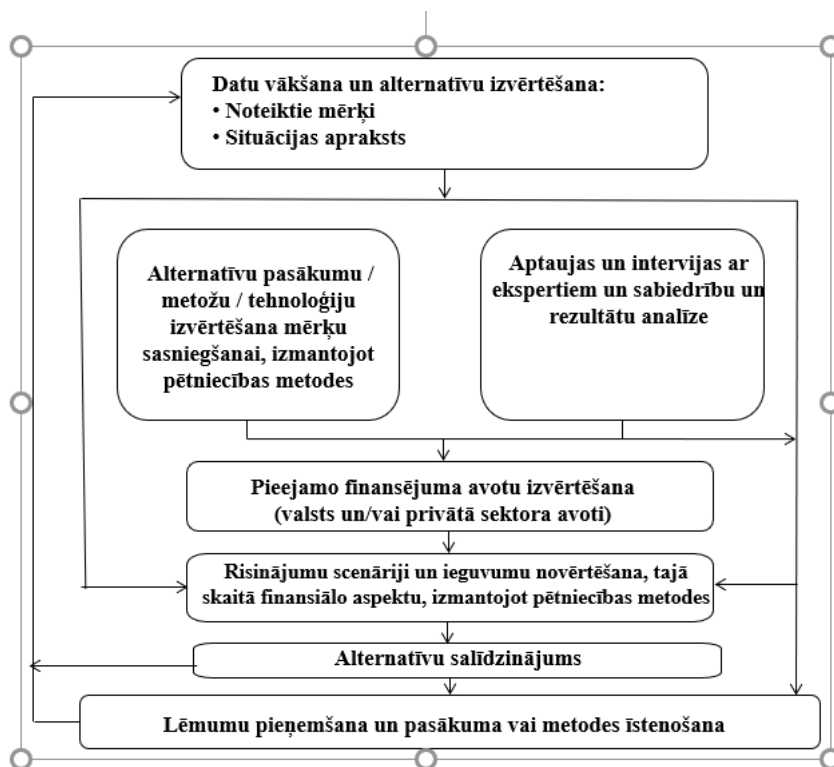 Datu vākšana un alternatīvu izvērtēšana:
• Noteiktie mērķi
• Situācijas apraksts
Alternatīvu pasākumu /
metožu / tehnoloģiju
izvērtēšana mērķu
sasniegšanai, izmantojot
pētniecības metodes
Aptaujas un intervijas ar
ekspertiem un sabiedrību un
rezultātu analīze
Pieejamo finansējuma avotu izvērtēšana
(valsts un/vai privātā sektora avoti)
Risinājumu scenāriji un ieguvumu novērtēšana, tajā
skaitā finansiālo aspektu, izmantojot pētniecības metodes
Alternatīvu salīdzinājums
Lēmumu pieņemšana un pasākuma vai metodes īstenošana